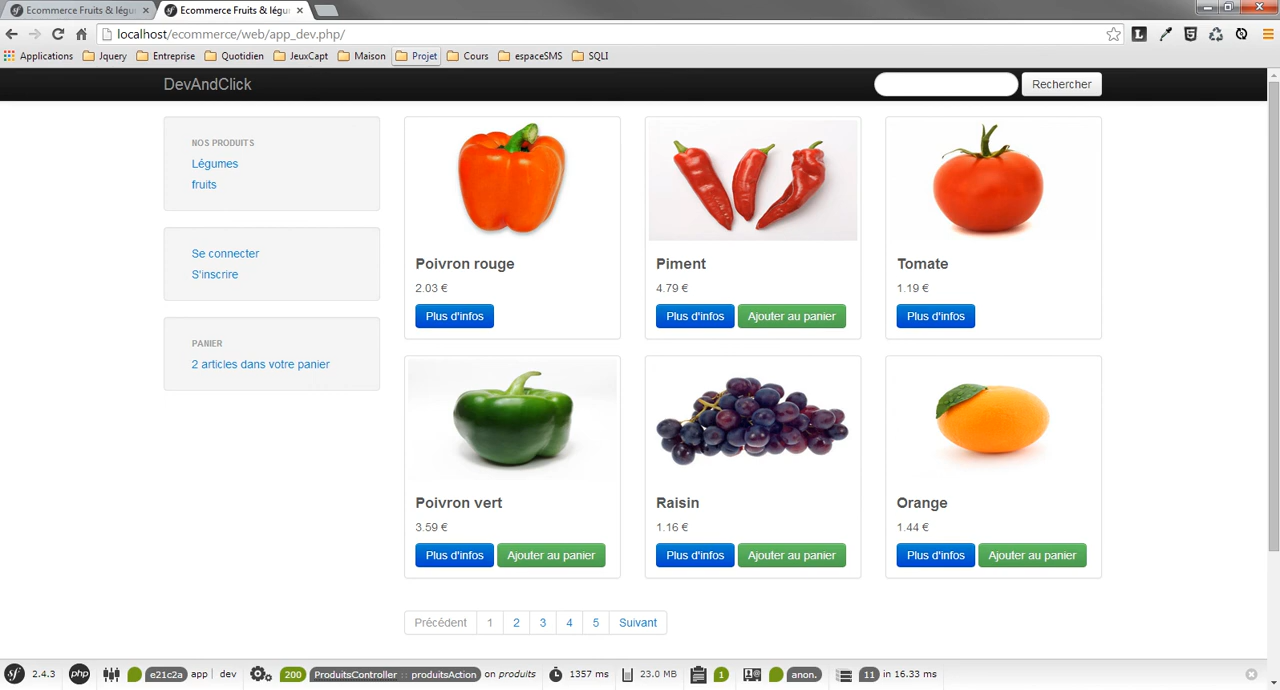 Ecommerce Fruits & légu
Ecommerce Fruits & légu
localhost/ecommerce/web/app_dev.php/
Applications Jquery Entreprise Quotidien JeuxCapt Maison Projet Cours espaceSMS SQLI
DevAndClick
Rechercher
NOS PRODUITS
Légumes
fruits
Se connecter
S'inscrire
PANIER
2 articles dans votre panier
Poivron rouge
2.03 €
Plus d'infos
Piment
4.79 €
Plus d'infos Ajouter au panier
Tomate
1.19 €
Plus d'infos
Poivron vert
3.59 €
Plus d'infos Ajouter au panier
Raisin
1.16 €
Plus d'infos Ajouter au panier
Orange
1.44 €
Plus d'infos Ajouter au panier
Précédent 1 2 3 4 5 Suivant
sf 2.4.3 php e21c2a app | dev 200 ProduitsController :: produitsAction on produits 1357 ms 23.0 MB 1 anon. 11 in 16.33 ms